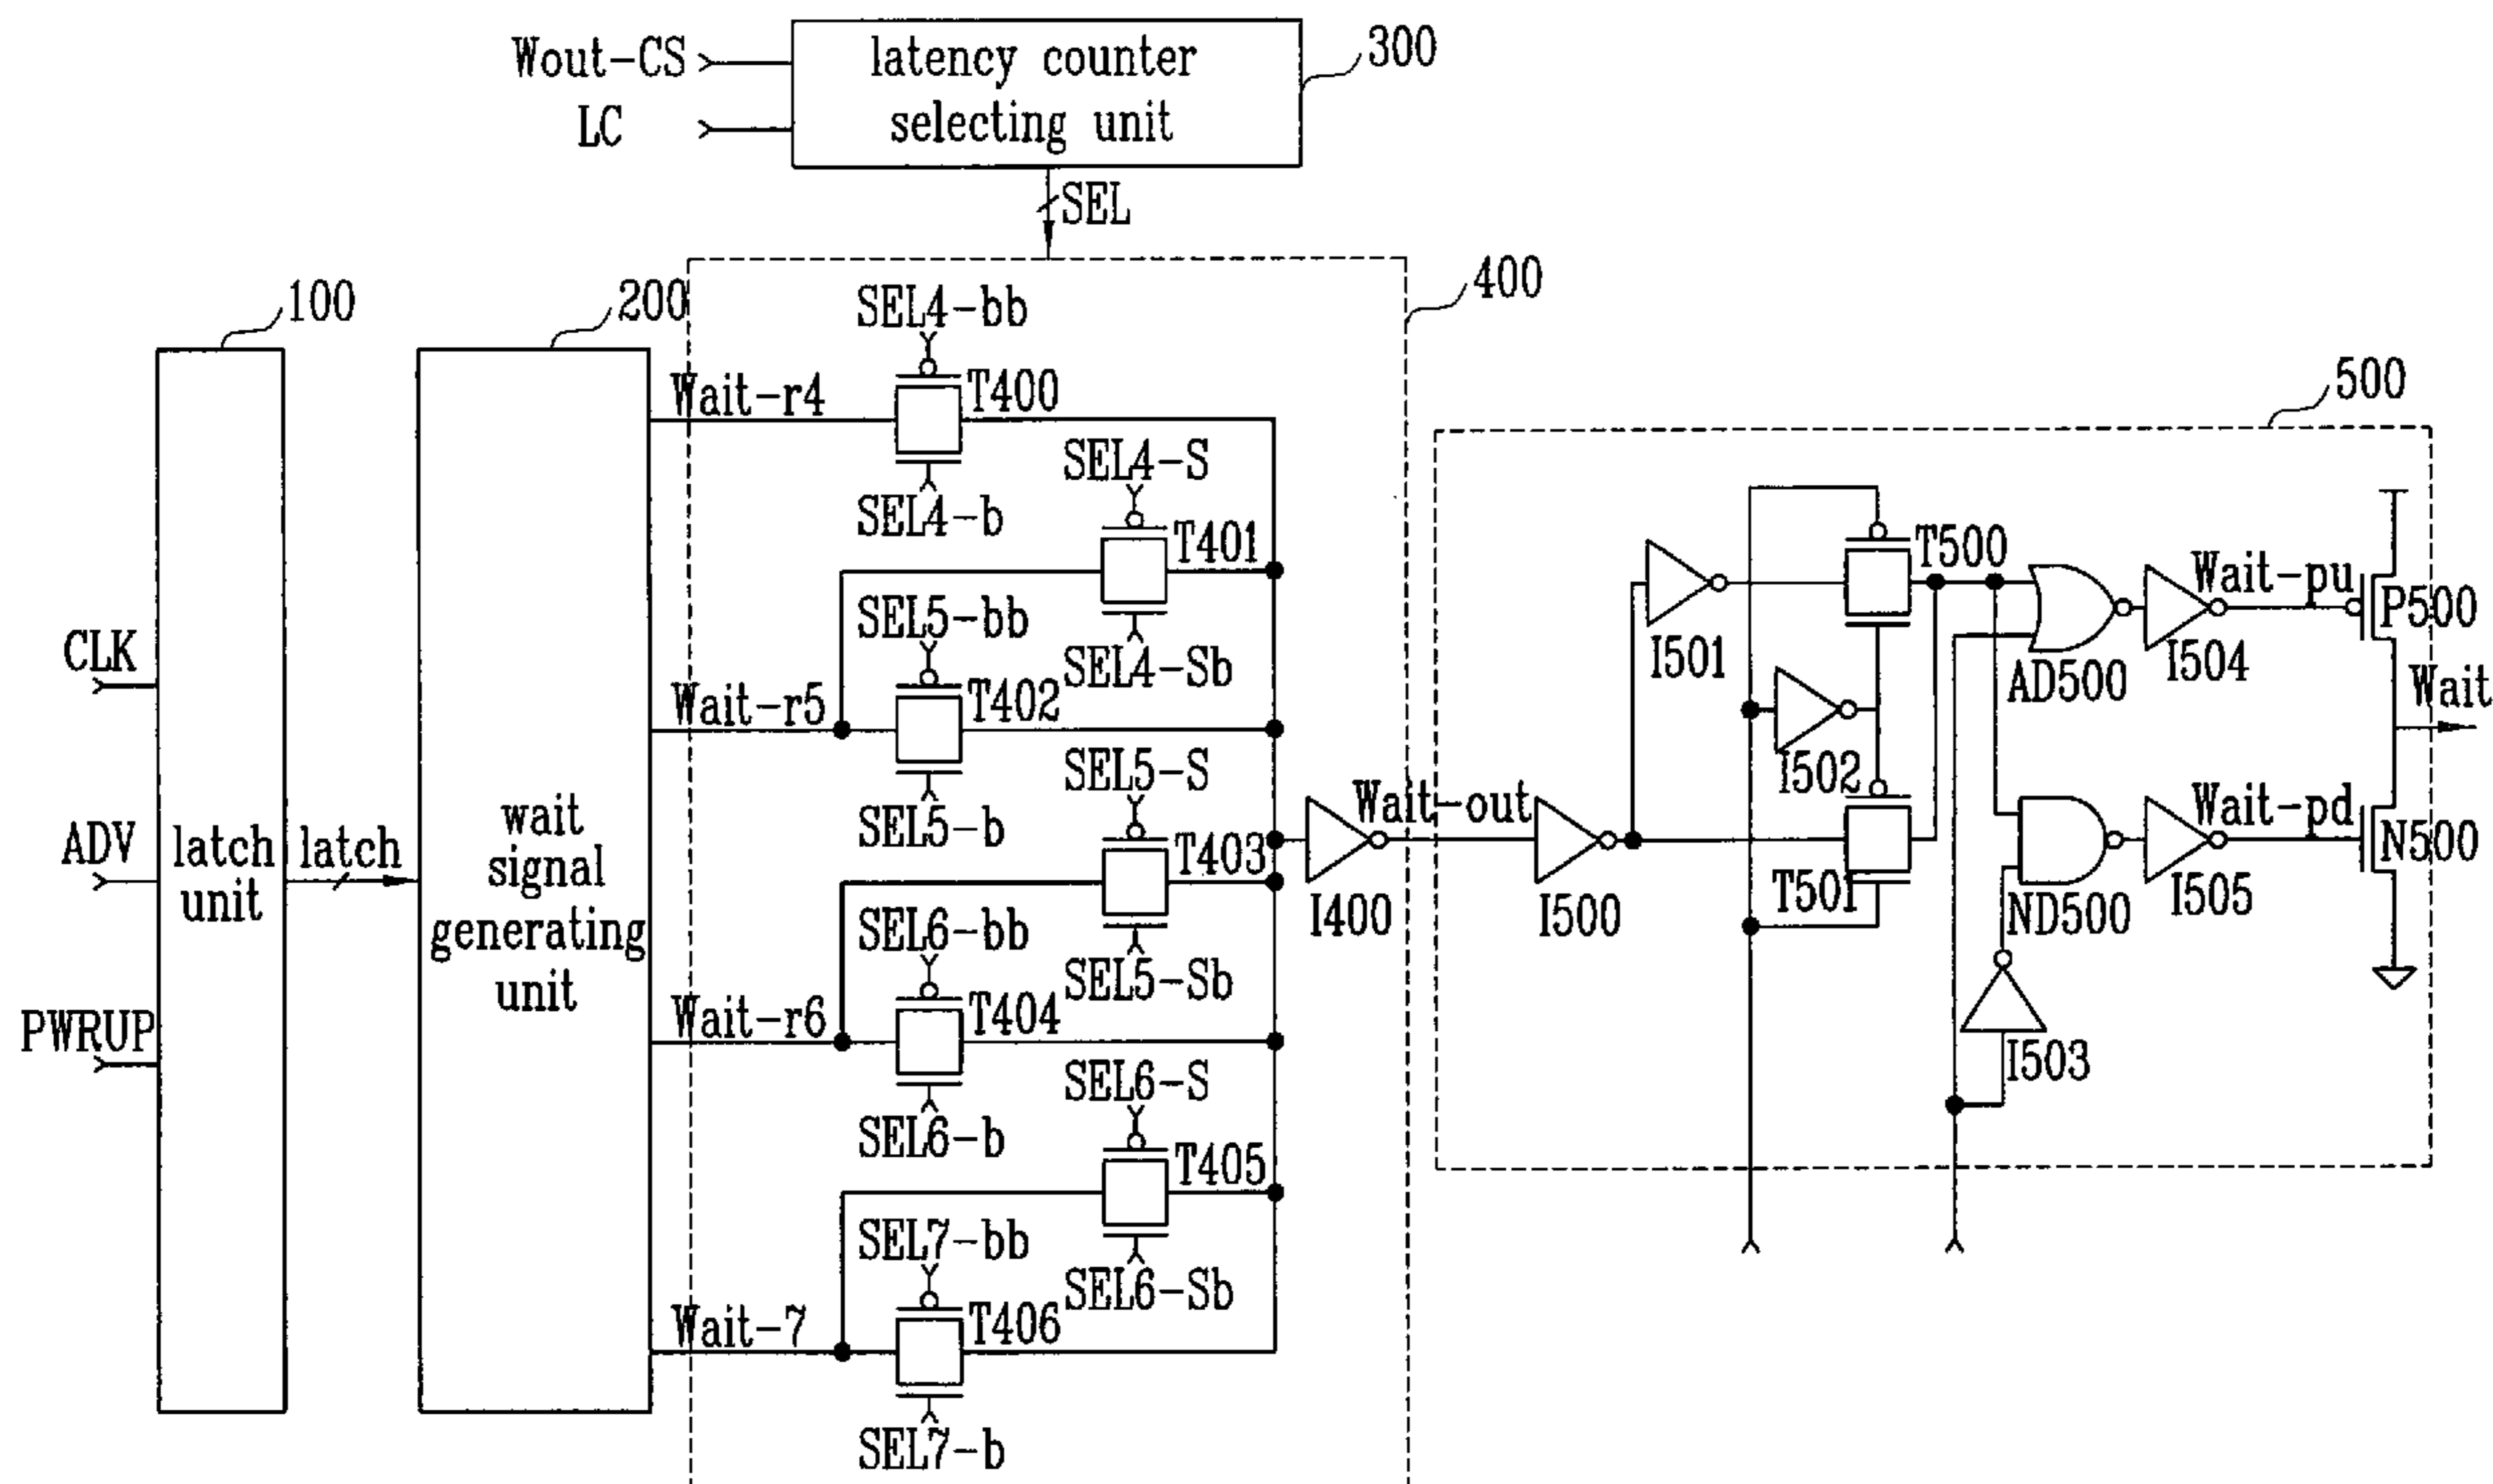 Wout-CS
LC
latency counter
selecting unit
300
SEL
100
200
400
500
CLK
ADV
PWRUP
latch
unit
latch
wait
signal
generating
unit
Wait-r4
SEL4-bb
T400
SEL4-b
SEL4-S
T401
SEL4-Sb
Wait-r5
SEL5-bb
T402
SEL5-b
SEL5-S
T403
SEL5-Sb
Wait-r6
SEL6-bb
T404
SEL6-b
SEL6-S
T405
SEL6-Sb
Wait-7
SEL7-bb
T406
SEL7-b
I400
Wait-out
I500
I501
I502
T500
T501
AD500
I504
Wait-pu
P500
Wait
ND500
I505
Wait-pd
N500
I503